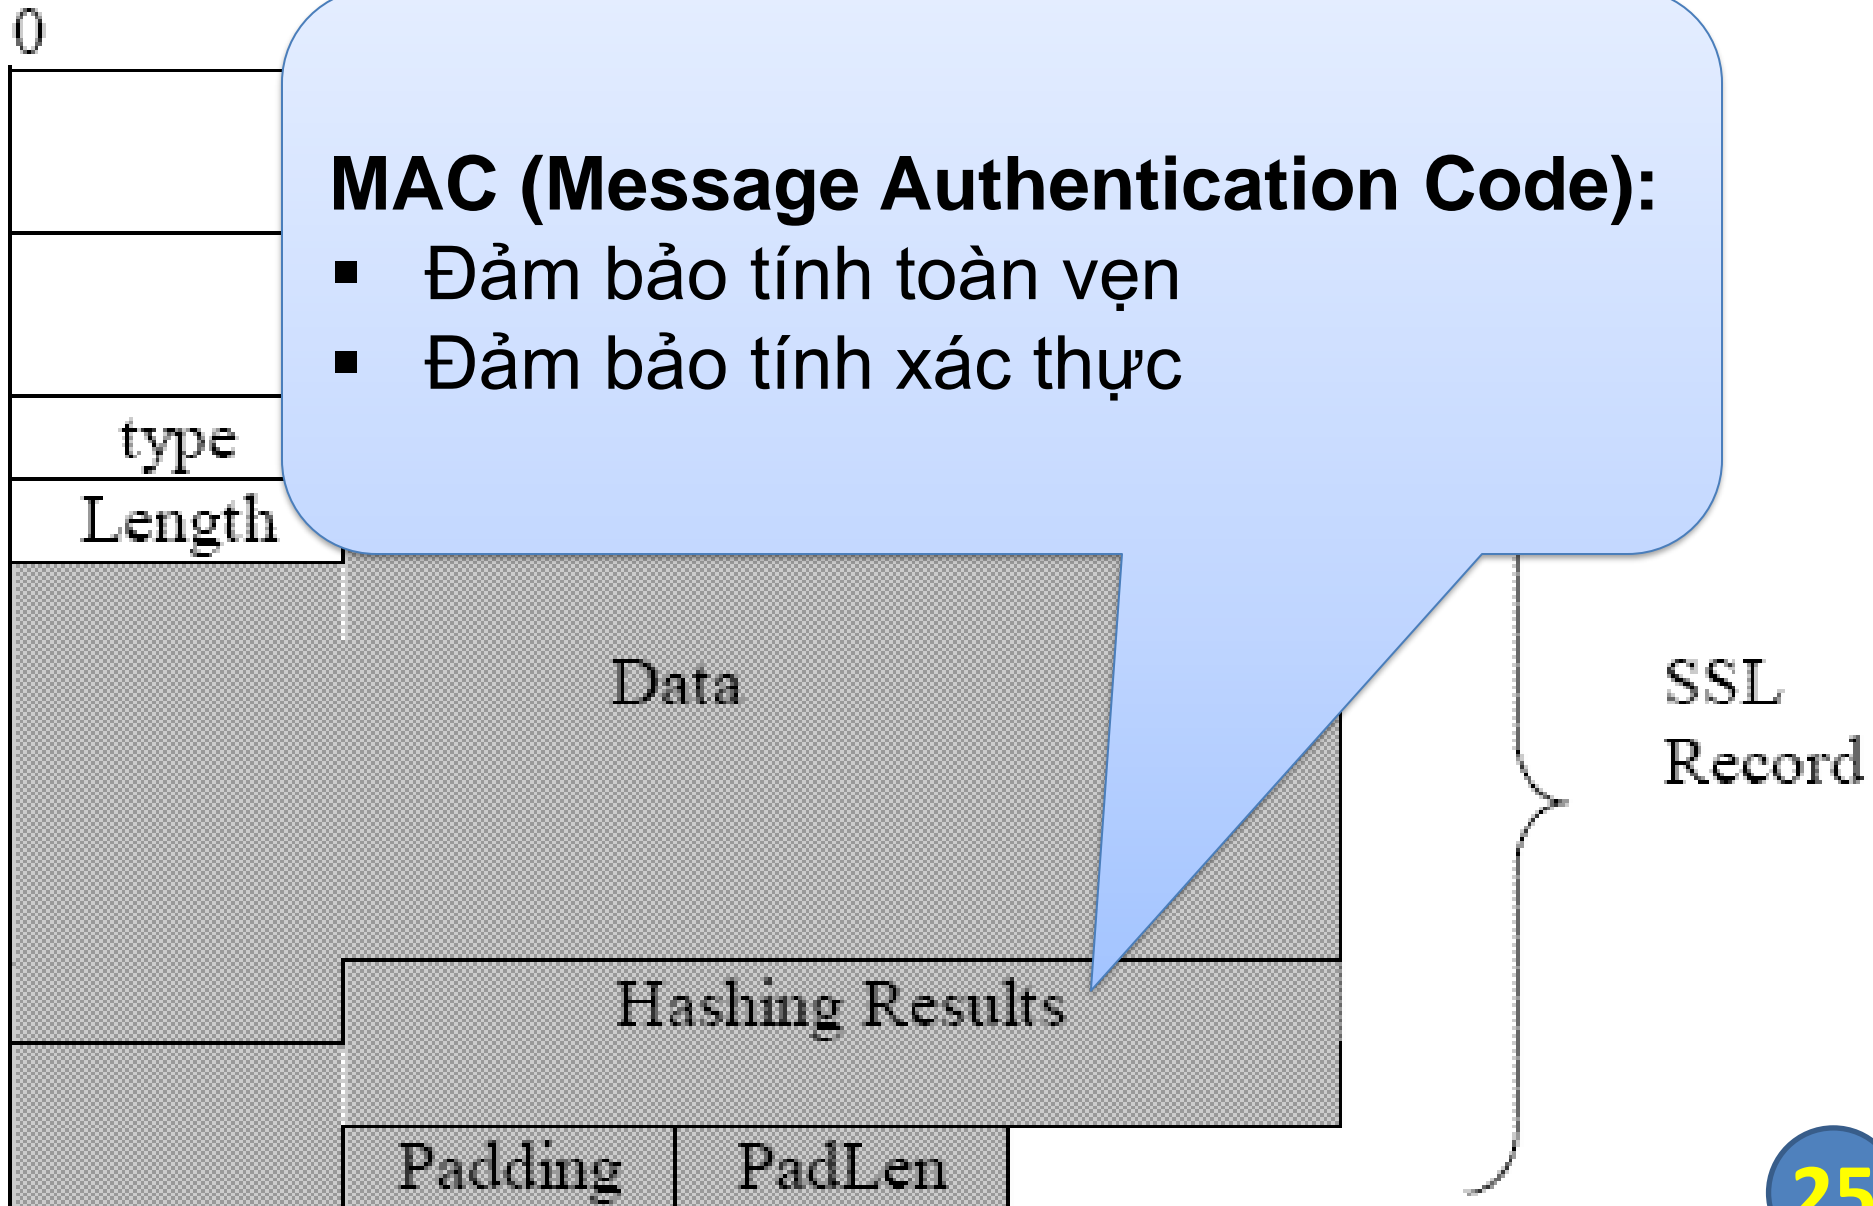 0
MAC (Message Authentication Code):
▪ Đảm bảo tính toàn vẹn
▪ Đảm bảo tính xác thực
type
Length
Data
SSL
Record
Hashing Results
Padding PadLen
25